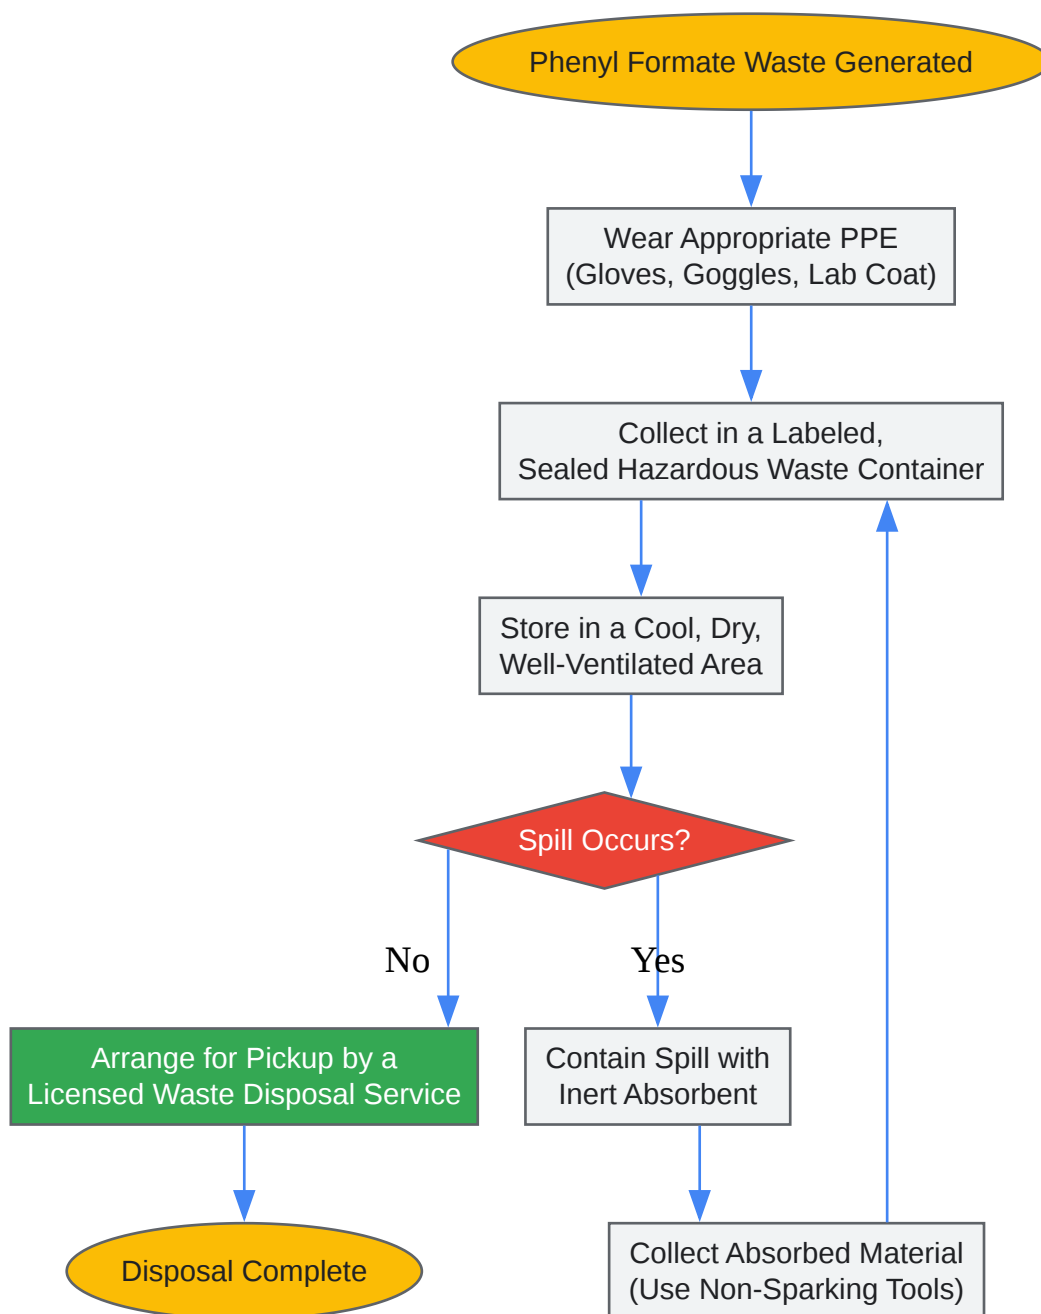 Phenyl Formate Waste Generated
Wear Appropriate PPE
(Gloves, Goggles, Lab Coat)
Collect in a Labeled,
Sealed Hazardous Waste Container
Store in a Cool, Dry,
Well-Ventilated Area
Spill Occurs?
No
Yes
Arrange for Pickup by a
Licensed Waste Disposal Service
Contain Spill with
Inert Absorbent
Disposal Complete
Collect Absorbed Material
(Use Non-Sparking Tools)